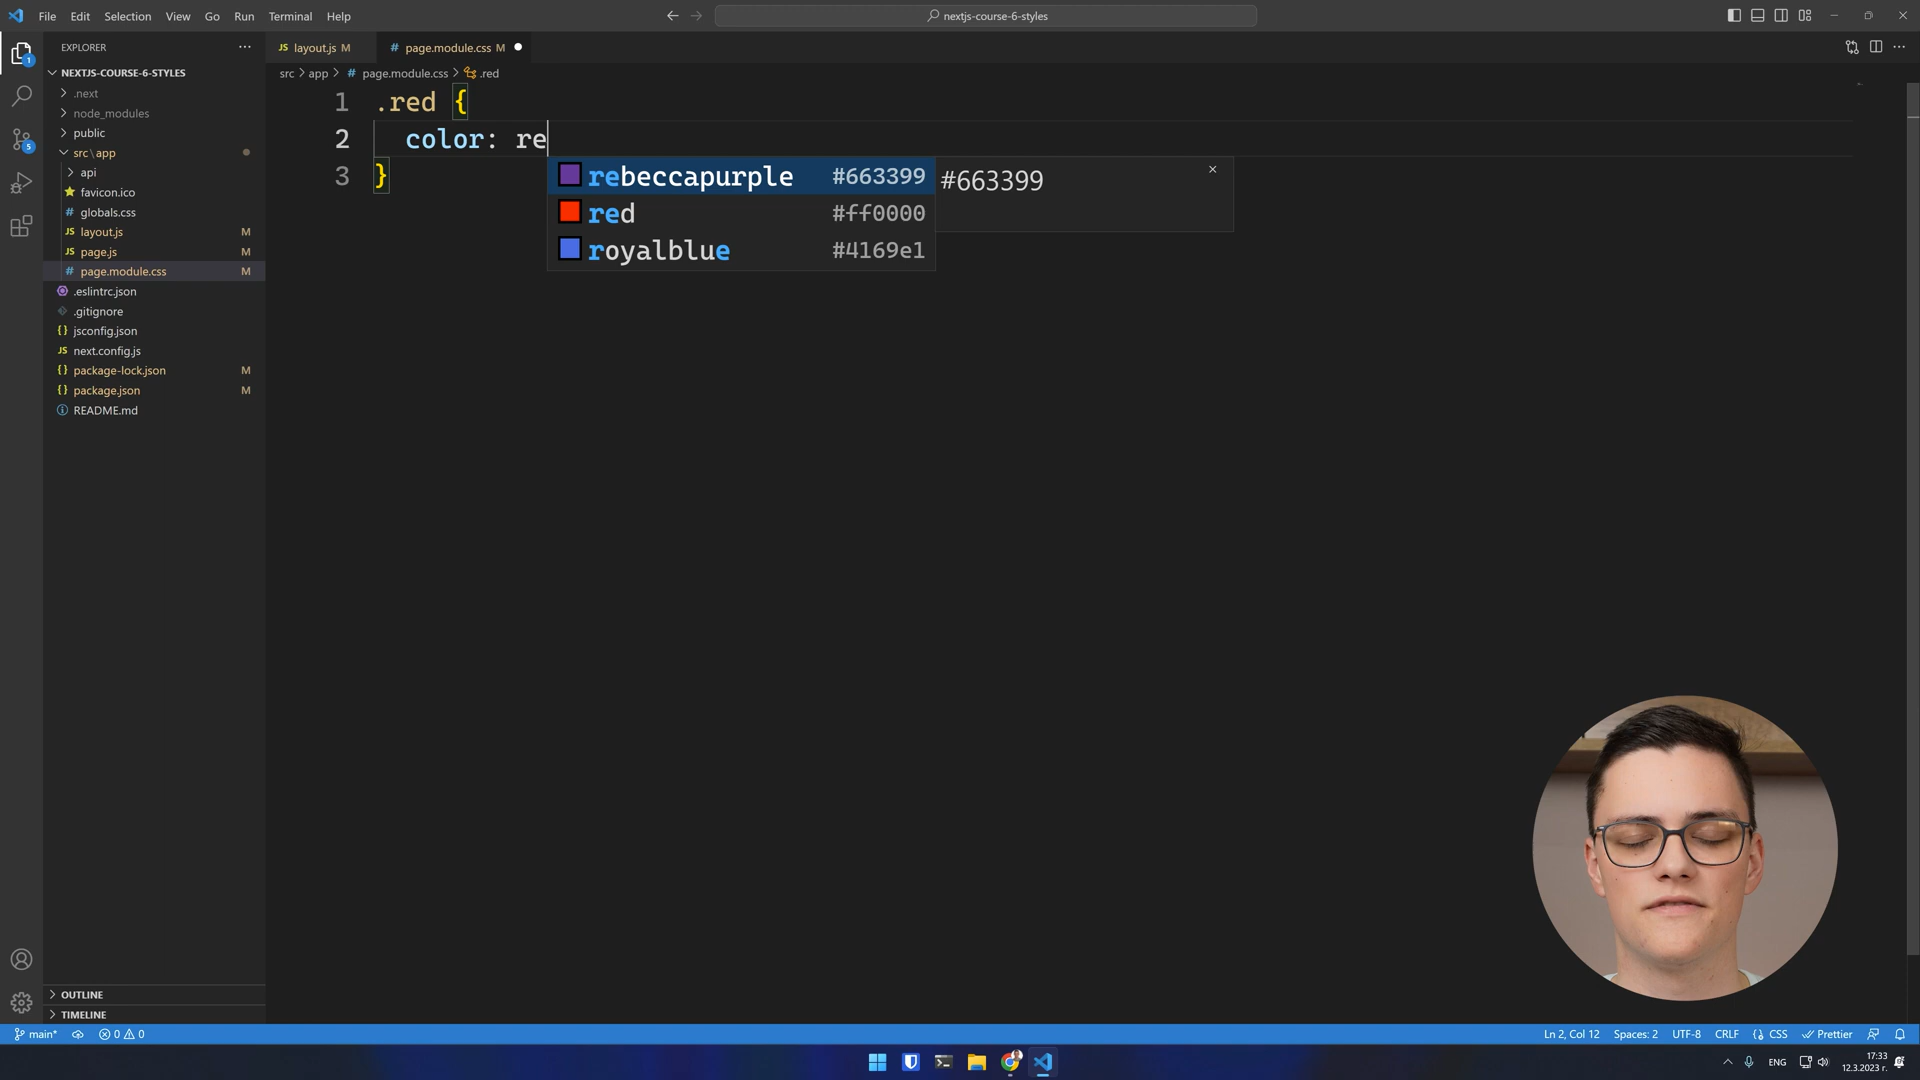 File Edit Selection View Go Run Terminal Help
nextjs-course-6-styles
EXPLORER
NEXTJS-COURSE-6-STYLES
.next
node_modules
public
src\app
api
favicon.ico
globals.css
JS layout.js M
JS page.js M
# page.module.css M
.eslintrc.json
.gitignore
{} jsconfig.json
JS next.config.js
{} package-lock.json M
{} package.json M
README.md
OUTLINE
TIMELINE
1
5
JS layout.js M
# page.module.css M
src > app > # page.module.css > .red
1 .red {
2 color: re
3 }
rebeccapurple #663399
red #ff0000
royalblue #4169e1
#663399
main* 0 0
Ln 2, Col 12 Spaces: 2 UTF-8 CRLF {} CSS Prettier
ENG
17:33
12.3.2023 г.